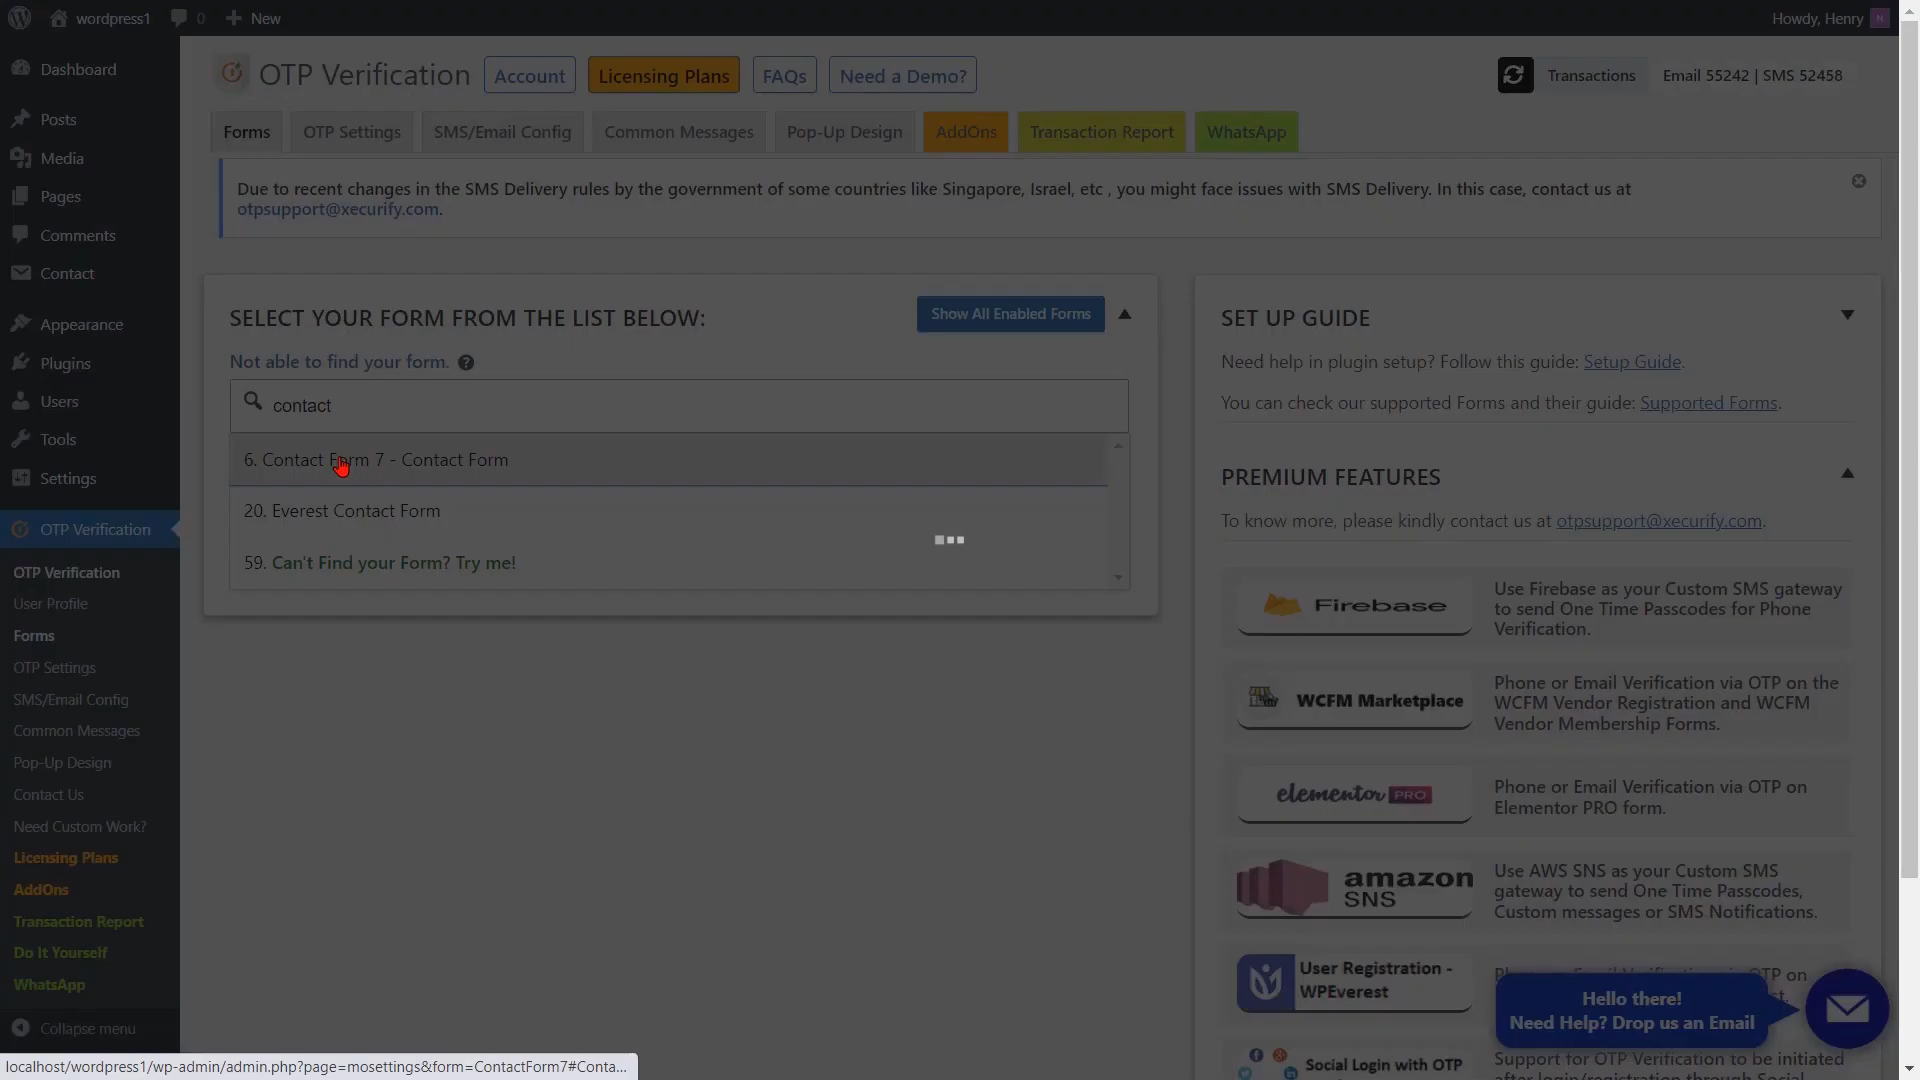 wordpress1
0
New
Howdy, Henry
Dashboard
Posts
Media
Pages
Comments
Contact
Appearance
Plugins
Users
Tools
Settings
OTP Verification
OTP Verification
User Profile
Forms
OTP Settings
SMS/Email Config
Common Messages
Pop-Up Design
Contact Us
Need Custom Work?
Licensing Plans
AddOns
Transaction Report
Do It Yourself
WhatsApp
Collapse menu
OTP Verification
Account
Licensing Plans
FAQs
Need a Demo?
Transactions
Email 55242 | SMS 52458
Forms
OTP Settings
SMS/Email Config
Common Messages
Pop-Up Design
AddOns
Transaction Report
WhatsApp
Due to recent changes in the SMS Delivery rules by the government of some countries like Singapore, Israel, etc , you might face issues with SMS Delivery. In this case, contact us at
otpsupport@xecurify.com.
SELECT YOUR FORM FROM THE LIST BELOW:
Show All Enabled Forms
Not able to find your form.
contact
6. Contact Form 7 - Contact Form
20. Everest Contact Form
59. Can't Find your Form? Try me!
SET UP GUIDE
Need help in plugin setup? Follow this guide: Setup Guide.
You can check our supported Forms and their guide: Supported Forms.
PREMIUM FEATURES
To know more, please kindly contact us at otpsupport@xecurify.com.
Firebase
Use Firebase as your Custom SMS gateway
to send One Time Passcodes for Phone
Verification.
WCFM Marketplace
Phone or Email Verification via OTP on the
WCFM Vendor Registration and WCFM
Vendor Membership Forms.
elementor PRO
Phone or Email Verification via OTP on
Elementor PRO form.
amazon
SNS
Use AWS SNS as your Custom SMS
gateway to send One Time Passcodes,
Custom messages or SMS Notifications.
User Registration -
WPEverest
OTP on
Hello there!
Need Help? Drop us an Email
Social Login with OTP
Support for OTP Verification to be initiated
after login/registration through Social
localhost/wordpress1/wp-admin/admin.php?page=mosettings&form=ContactForm7#Conta...